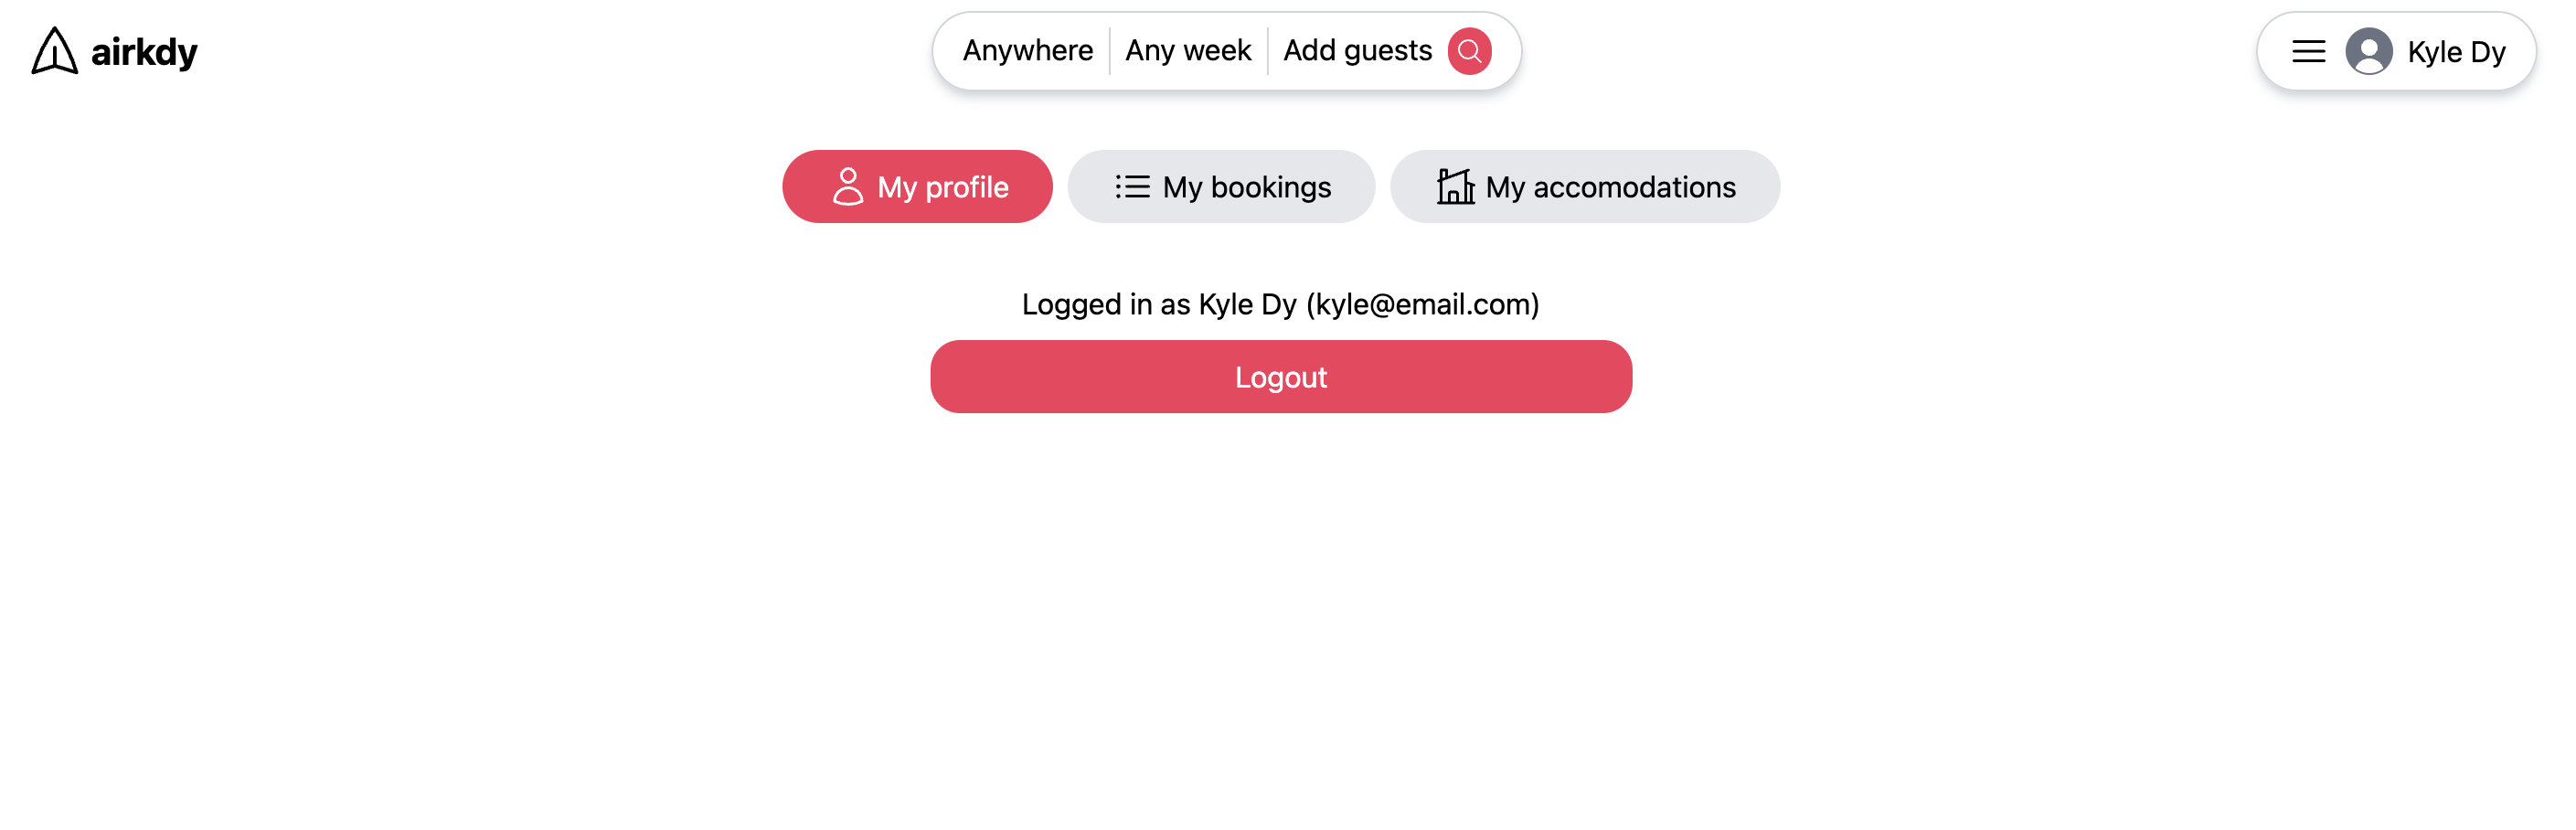 airkdy
Anywhere Any week Add guests
Kyle Dy
My profile My bookings My accomodations
Logged in as Kyle Dy (kyle@email.com)
Logout